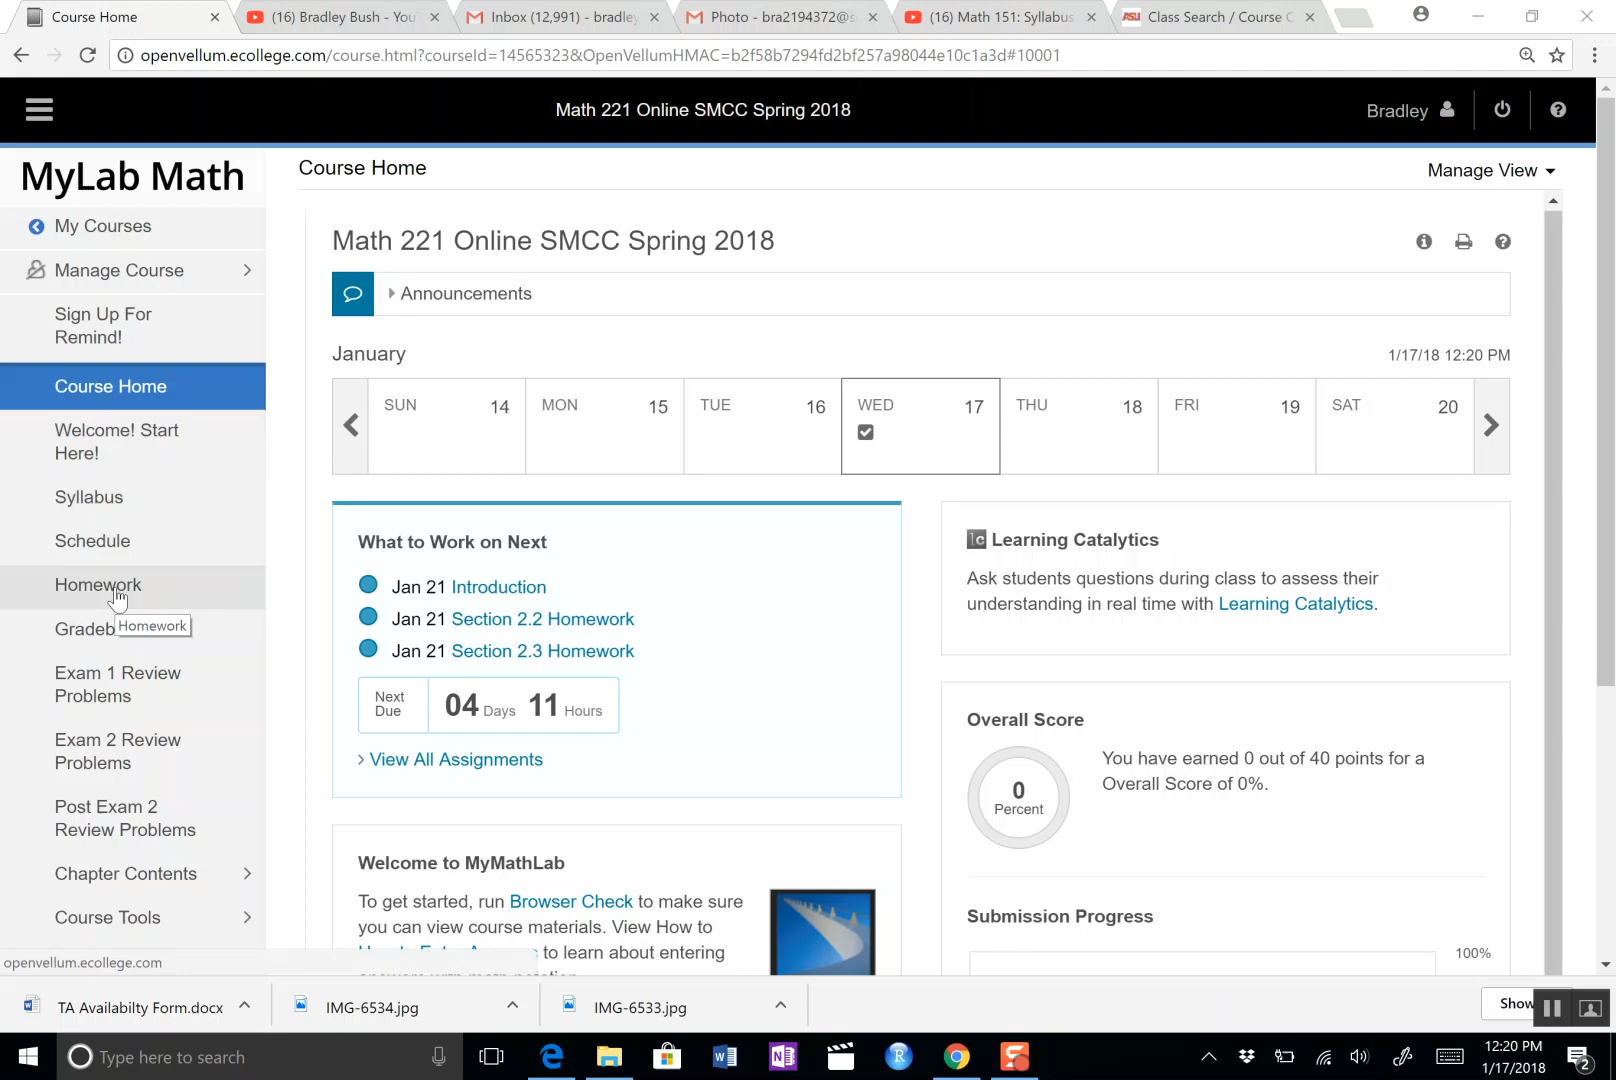 Course Home
(16) Bradley Bush - You
Inbox (12,991) - bradley
Photo - bra2194372@s
(16) Math 151: Syllabus
ASU Class Search / Course C
openvellum.ecollege.com/course.html?courseId=14565323&OpenVellumHMAC=b2f58b7294fd2bf257a98044e10c1a3d#10001
Math 221 Online SMCC Spring 2018
Bradley
MyLab Math
My Courses
Manage Course
Sign Up For
Remind!
Course Home
Welcome! Start
Here!
Syllabus
Schedule
Homework
Gradeb
Homework
Exam 1 Review
Problems
Exam 2 Review
Problems
Post Exam 2
Review Problems
Chapter Contents
Course Tools
openvellum.ecollege.com
Course Home
Manage View
Math 221 Online SMCC Spring 2018
Announcements
January
1/17/18 12:20 PM
SUN 14
MON 15
TUE 16
WED 17
THU 18
FRI 19
SAT 20
What to Work on Next
Jan 21 Introduction
Jan 21 Section 2.2 Homework
Jan 21 Section 2.3 Homework
Next
Due
04 Days 11 Hours
View All Assignments
Welcome to MyMathLab
To get started, run Browser Check to make sure
you can view course materials. View How to
to learn about entering
lc Learning Catalytics
Ask students questions during class to assess their
understanding in real time with Learning Catalytics.
Overall Score
0
Percent
You have earned 0 out of 40 points for a
Overall Score of 0%.
Submission Progress
100%
TA Availabilty Form.docx
IMG-6534.jpg
IMG-6533.jpg
Show
Type here to search
12:20 PM
1/17/2018
2